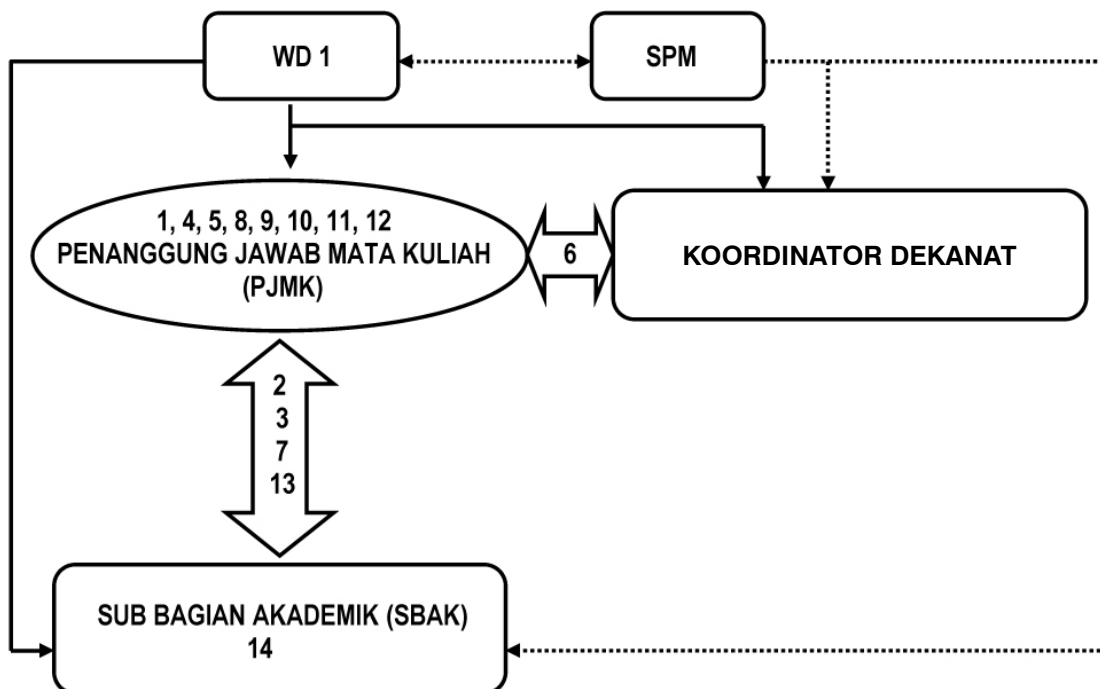 WD 1
SPM
1, 4, 5, 8, 9, 10, 11, 12
PENANGGUNG JAWAB MATA KULIAH
(PJMK)
6
KOORDINATOR DEKANAT
2
3
7
13
SUB BAGIAN AKADEMIK (SBAK)
14